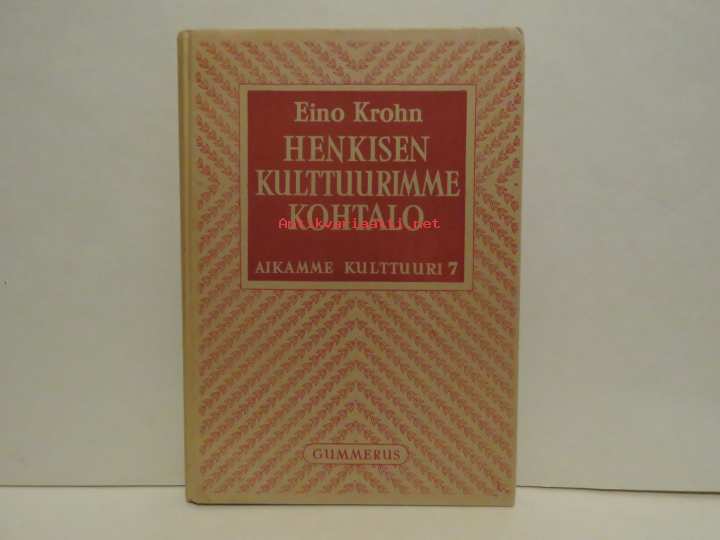 Eino Krohn
HENKISEN
KULTTUURIMME
KOHTALO
Antikvariaatti.net
AIKAMME KULTTUURI 7
GUMMERUS